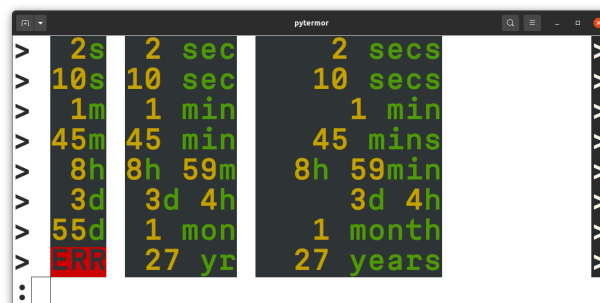 pytermor
> 2s 2 sec 2 secs >
> 10s 10 sec 10 secs >
> 1m 1 min 1 min >
> 45m 45 min 45 mins >
> 8h 8h 59m 8h 59min >
> 3d 3d 4h 3d 4h >
> 55d 1 mon 1 month >
> ERR 27 yr 27 years >
: